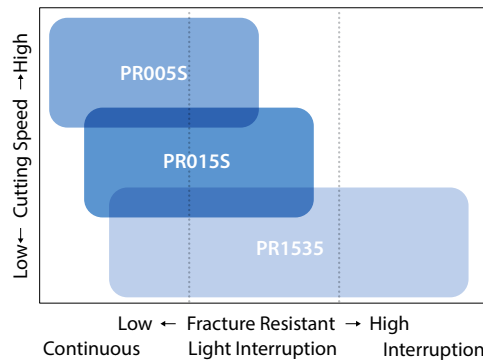 Low ← Cutting Speed → High
PR005S
PR015S
PR1535
Low ← Fracture Resistant → High
Continuous Light Interruption Interruption